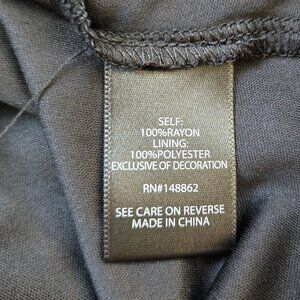 SELF:
100%RAYON
LINING:
100%POLYESTER
EXCLUSIVE OF DECORATION
RN#148862
SEE CARE ON REVERSE
MADE IN CHINA